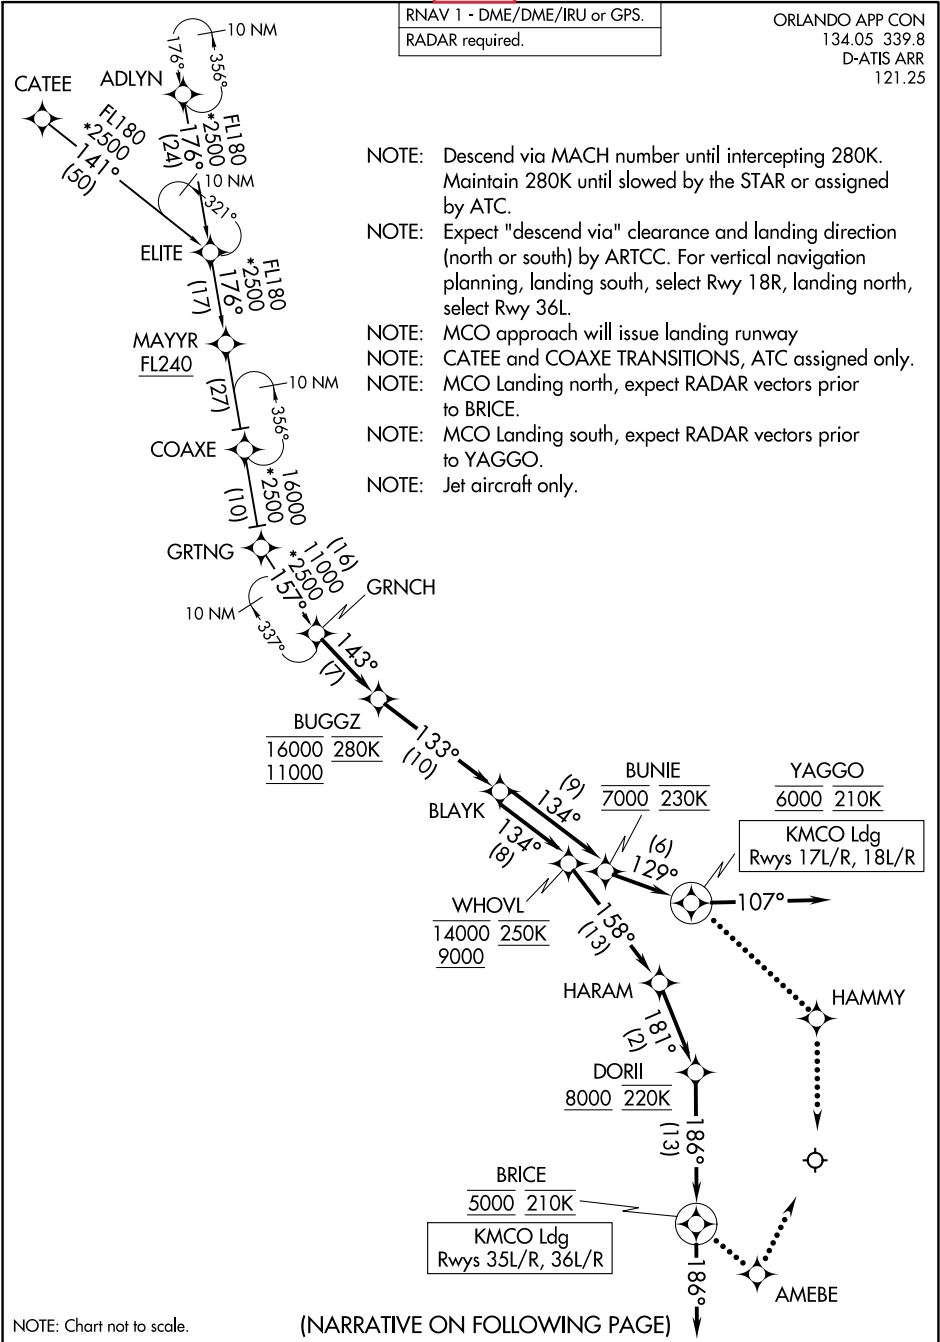 RNAV 1 - DME/DME/IRU or GPS.
RADAR required.
ORLANDO APP CON
134.05 339.8
D-ATIS ARR
121.25
10 NM
176°
356°
ADLYN
CATEE
FL180
*2500
141°
(50)
FL180
*2500
176°
(24)
10 NM
321°
ELITE
FL180
*2500
176°
(17)
MAYYR
FL240
(27)
10 NM
356°
COAXE
16000
*2500
(10)
GRTNG
(16)
11000
*2500
157°
10 NM
337°
GRNCH
143°
(7)
NOTE: Descend via MACH number until intercepting 280K.
Maintain 280K until slowed by the STAR or assigned
by ATC.
NOTE: Expect "descend via" clearance and landing direction
(north or south) by ARTCC. For vertical navigation
planning, landing south, select Rwy 18R, landing north,
select Rwy 36L.
NOTE: MCO approach will issue landing runway
NOTE: CATEE and COAXE TRANSITIONS, ATC assigned only.
NOTE: MCO Landing north, expect RADAR vectors prior
to BRICE.
NOTE: MCO Landing south, expect RADAR vectors prior
to YAGGO.
NOTE: Jet aircraft only.
BUGGZ
16000 280K
11000
133°
(10)
BLAYK
(9)
134°
134°
(8)
BUNIE
7000 230K
(6)
129°
YAGGO
6000 210K
KMCO Ldg
Rwys 17L/R, 18L/R
107°
WHOVL
14000 250K
9000
158°
(13)
HARAM
HAMMY
181°
(2)
DORII
8000 220K
186°
(13)
BRICE
5000 210K
KMCO Ldg
Rwys 35L/R, 36L/R
186°
AMEBE
NOTE: Chart not to scale.
(NARRATIVE ON FOLLOWING PAGE)